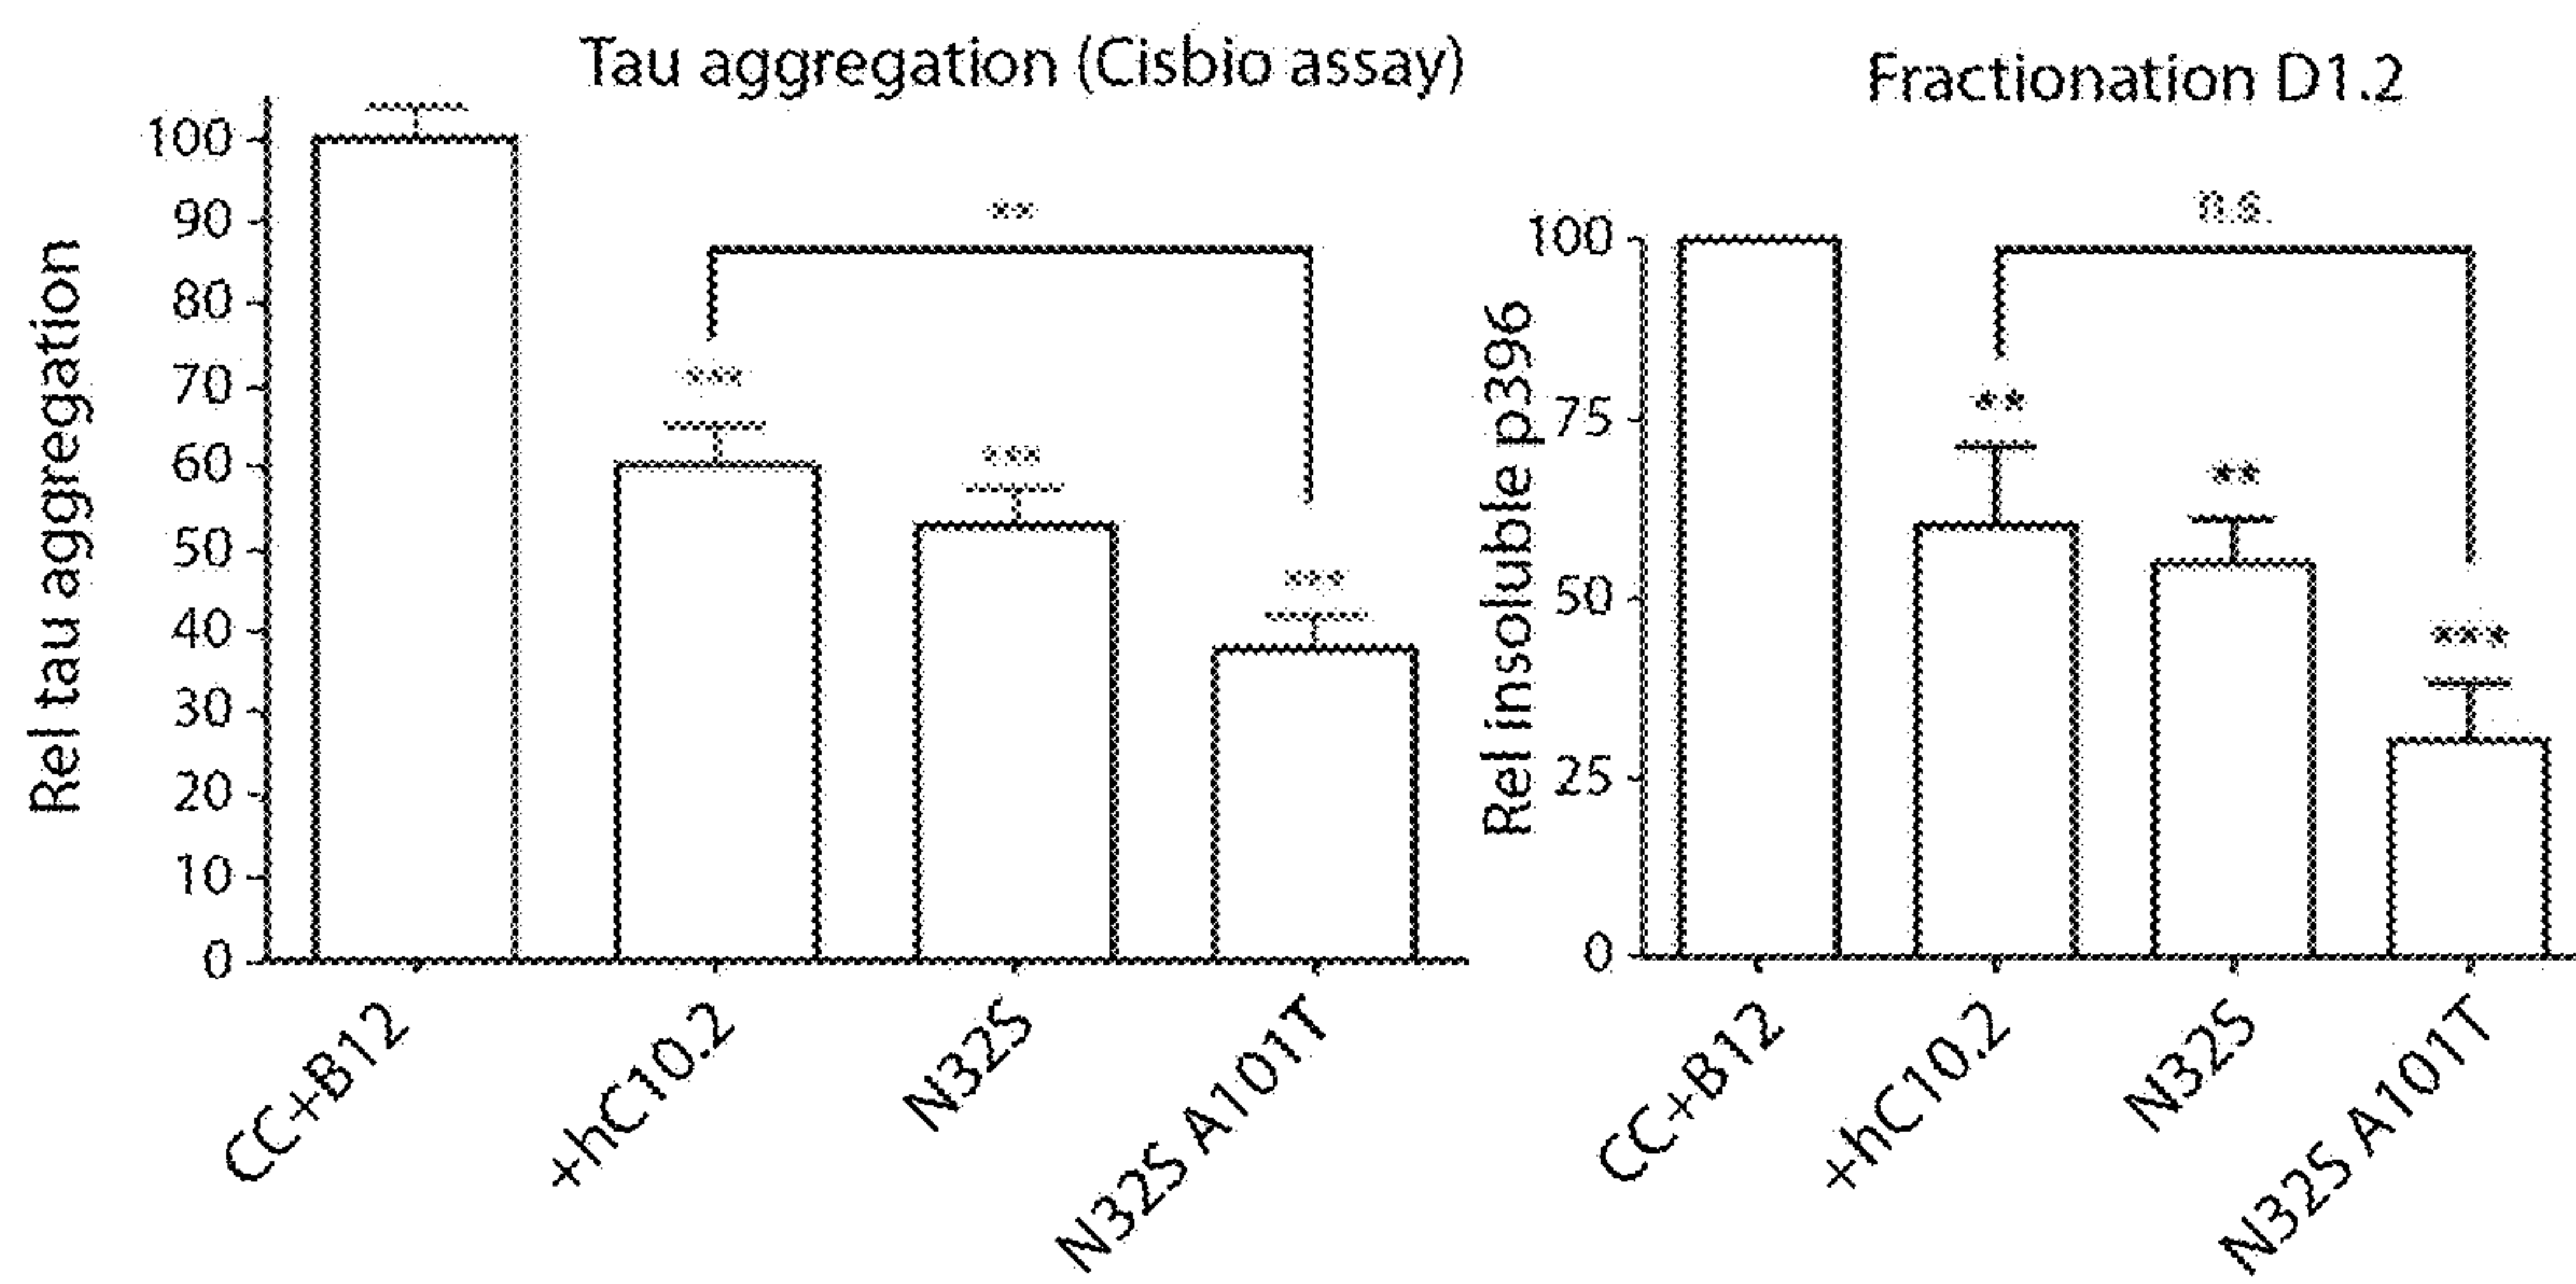 Tau aggregation (Cisbio assay)
Rel tau aggregation
100
90
80
70
60
50
40
30
20
10
0
**
***
***
***
CC+B12
+hC10.2
N32S
N32S A101T
Fractionation D1.2
Rel insoluble p396
100
75
50
25
0
n.s.
**
**
***
CC+B12
+hC10.2
N32S
N32S A101T